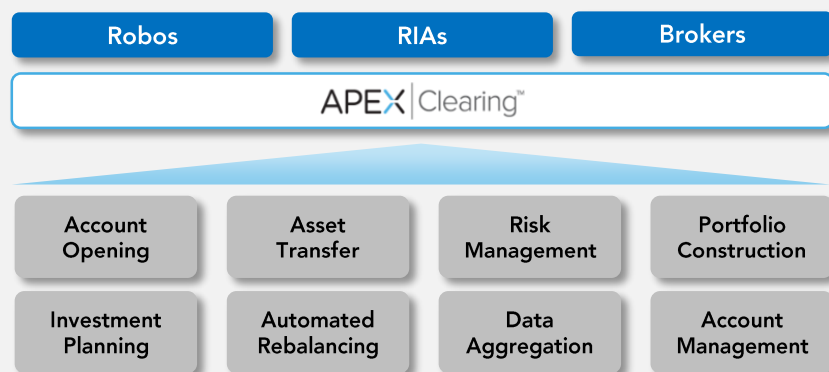 Robos
RIAs
Brokers
APEX Clearing™
Account
Opening
Asset
Transfer
Risk
Management
Portfolio
Construction
Investment
Planning
Automated
Rebalancing
Data
Aggregation
Account
Management